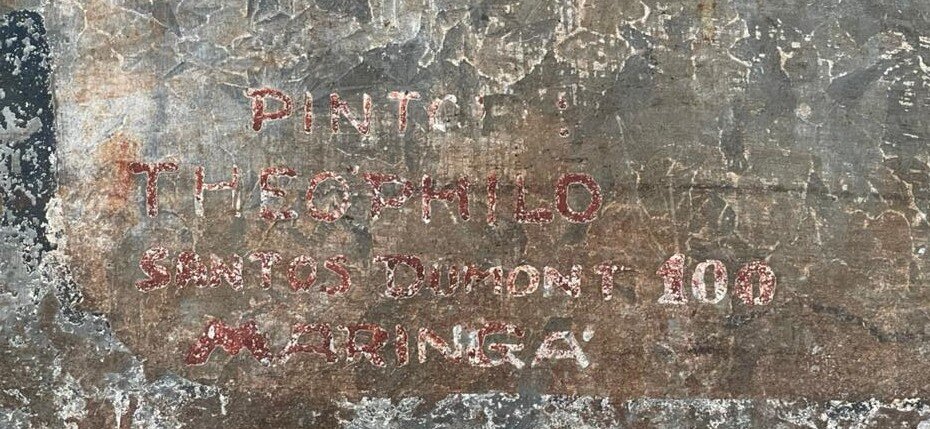 PINTOR:
THEOPHILO
SANTOS DUMONT 100
MARINGÁ